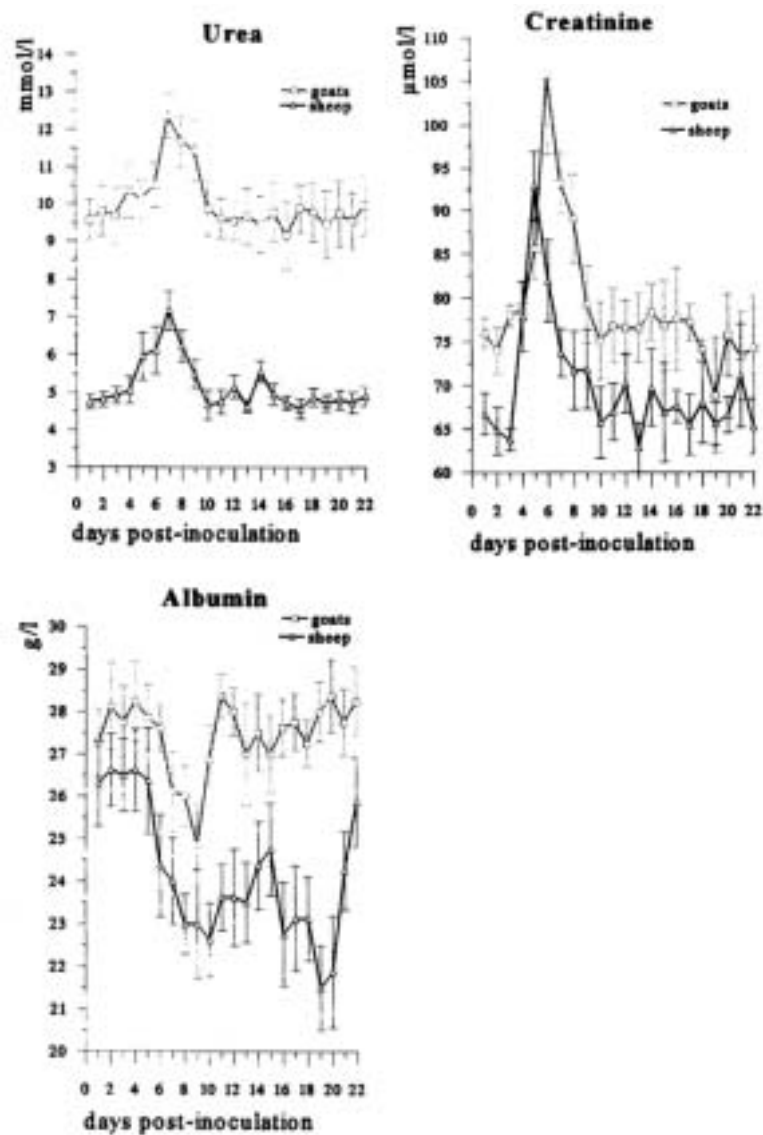 Urea
mmol/l
14
13
12
11
10
9
8
7
6
5
4
3
goats
sheep
0 2 4 6 8 10 12 14 16 18 20 22
days post-inoculation
Creatinine
µmol/l
110
105
100
95
90
85
80
75
70
65
60
goats
sheep
0 2 4 6 8 10 12 14 16 18 20 22
days post-inoculation
Albumin
g/l
30
29
28
27
26
25
24
23
22
21
20
goats
sheep
0 2 4 6 8 10 12 14 16 18 20 22
days post-inoculation